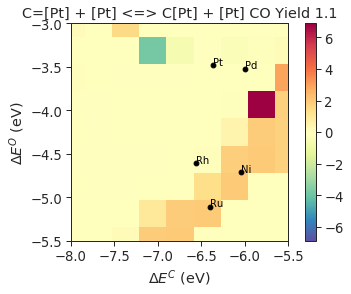 C=[Pt] + [Pt] <=> C[Pt] + [Pt] CO Yield 1.1
−3.0
−3.5
−4.0
−4.5
−5.0
−5.5
ΔE^O (eV)
Pt
Pd
Rh
Ni
Ru
−8.0 −7.5 −7.0 −6.5 −6.0 −5.5
ΔE^C (eV)
6
4
2
0
−2
−4
−6